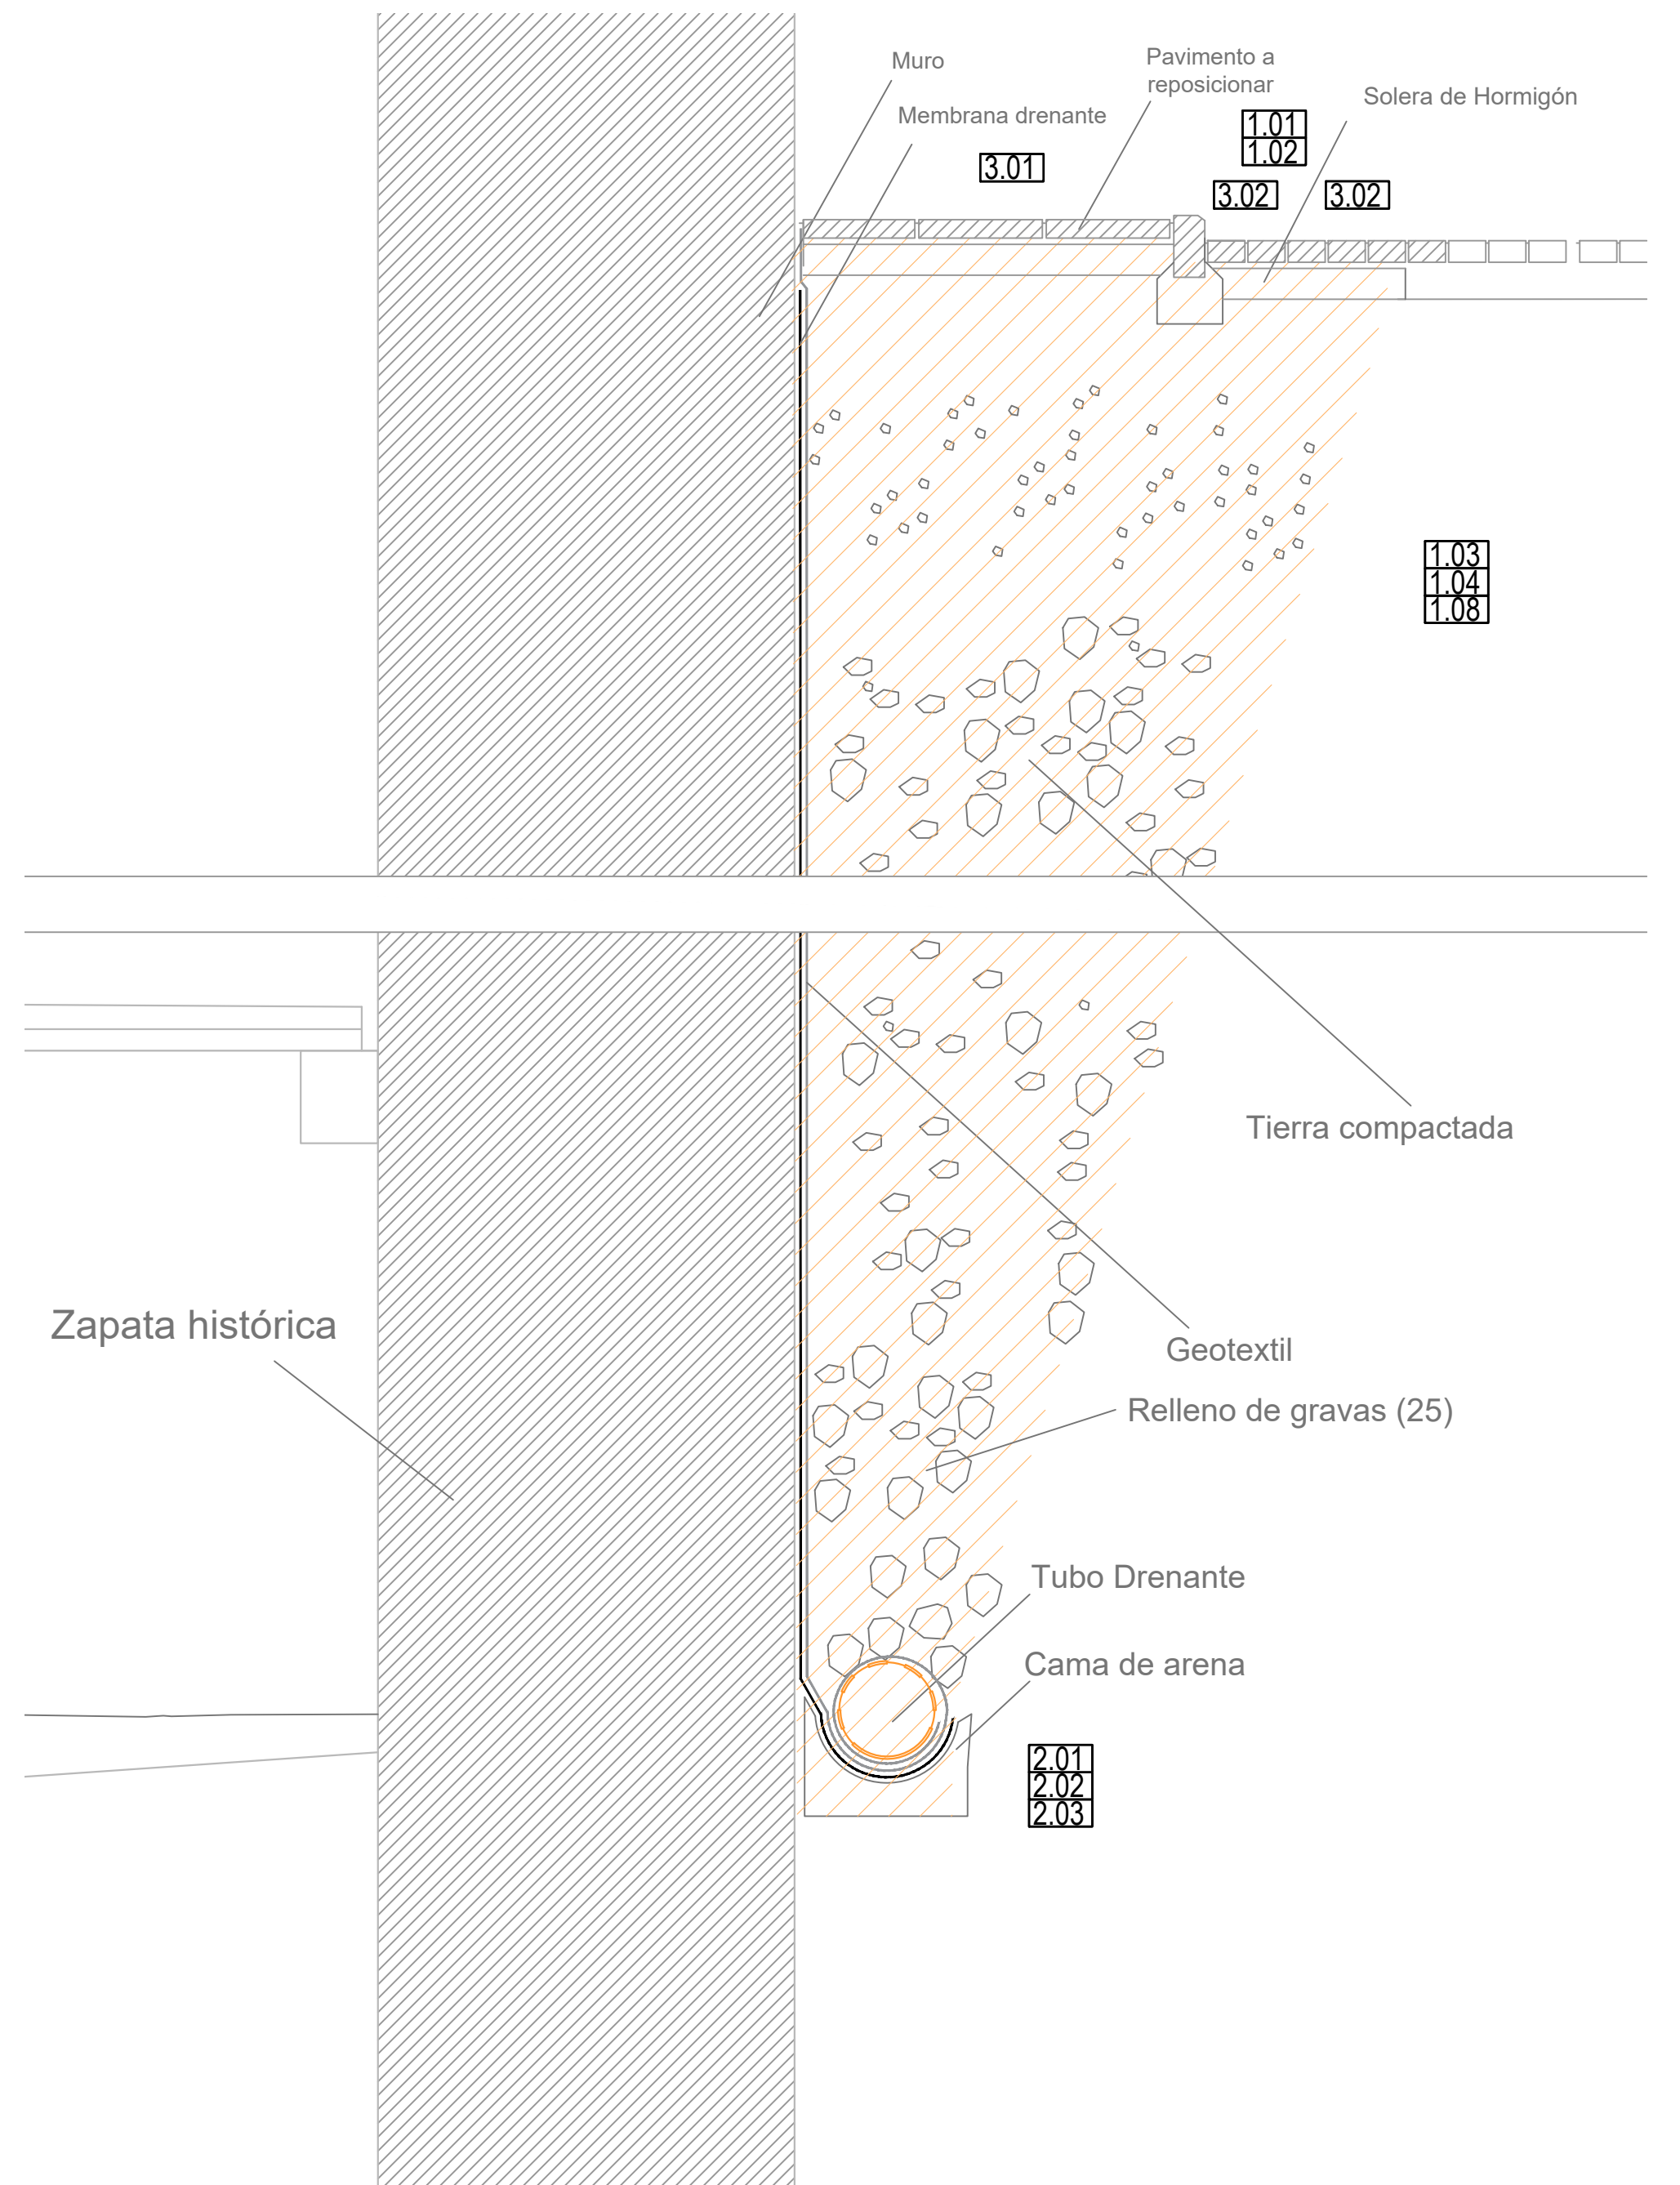 Muro
Pavimento a
reposicionar
Solera de Hormigón
Membrana drenante
1.01
1.02
3.01
3.02
3.02
1.03
1.04
1.08
Tierra compactada
Zapata histórica
Geotextil
Relleno de gravas (25)
Tubo Drenante
Cama de arena
2.01
2.02
2.03